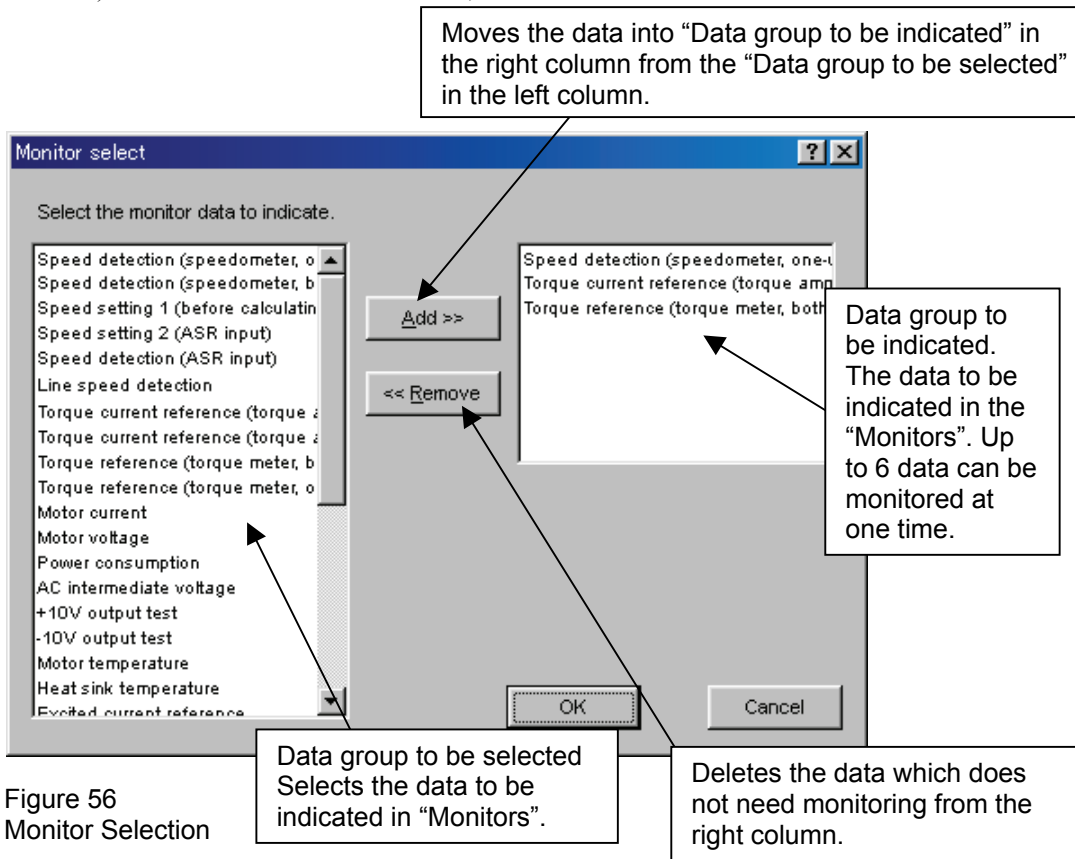 Moves the data into “Data group to be indicated” in
the right column from the “Data group to be selected”
in the left column.
Monitor select
Select the monitor data to indicate.
Speed detection (speedometer, o
Speed detection (speedometer, b
Speed setting 1 (before calculatin
Speed setting 2 (ASR input)
Speed detection (ASR input)
Line speed detection
Torque current reference (torque a
Torque current reference (torque a
Torque reference (torque meter, b
Torque reference (torque meter, o
Motor current
Motor voltage
Power consumption
AC intermediate voltage
+10V output test
-10V output test
Motor temperature
Heat sink temperature
Excited current reference
Add >>
<< Remove
Speed detection (speedometer, one-
Torque current reference (torque amp
Torque reference (torque meter, both
Data group to
be indicated.
The data to be
indicated in the
“Monitors”. Up
to 6 data can be
monitored at
one time.
OK
Cancel
Data group to be selected
Selects the data to be
indicated in “Monitors”.
Deletes the data which does
not need monitoring from the
right column.
Figure 56
Monitor Selection